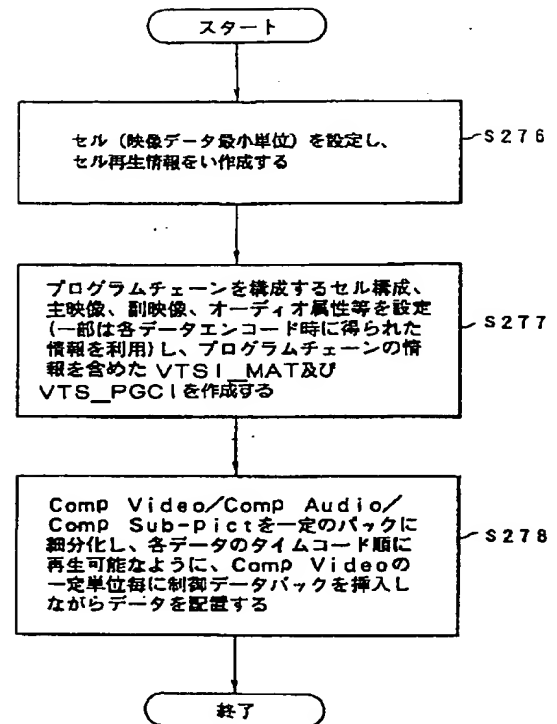 スタート
セル（映像データ最小単位）を設定し、
セル再生情報をい作成する
S276
プログラムチェーンを構成するセル構成、
主映像、副映像、オーディオ属性等を設定
(一部は各データエンコード時に得られた
情報を利用)し、プログラムチェーンの情
報を含めたVTSI_MAT及び
VTS_PGCIを作成する
S277
Comp Video/Comp Audio/
Comp Sub-pictを一定のパックに
細分化し、各データのタイムコード順に
再生可能なように、Comp Videoの
一定単位毎に制御データパックを挿入し
ながらデータを配置する
S278
終了